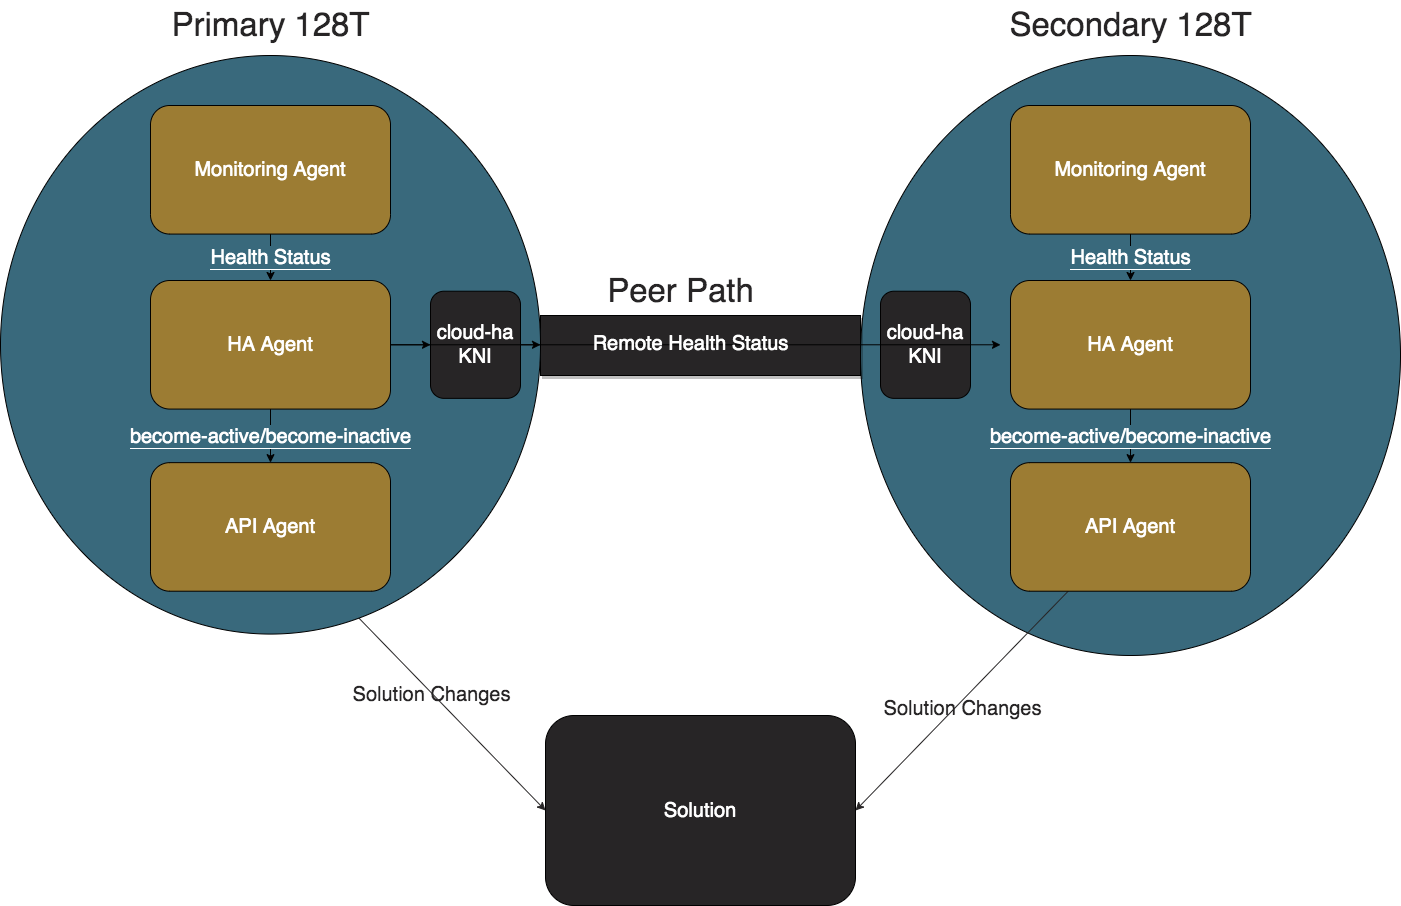 Primary 128T
Secondary 128T
Monitoring Agent
Health Status
HA Agent
become-active/become-inactive
API Agent
cloud-ha
KNI
Peer Path
Remote Health Status
cloud-ha
KNI
Monitoring Agent
Health Status
HA Agent
become-active/become-inactive
API Agent
Solution Changes
Solution Changes
Solution